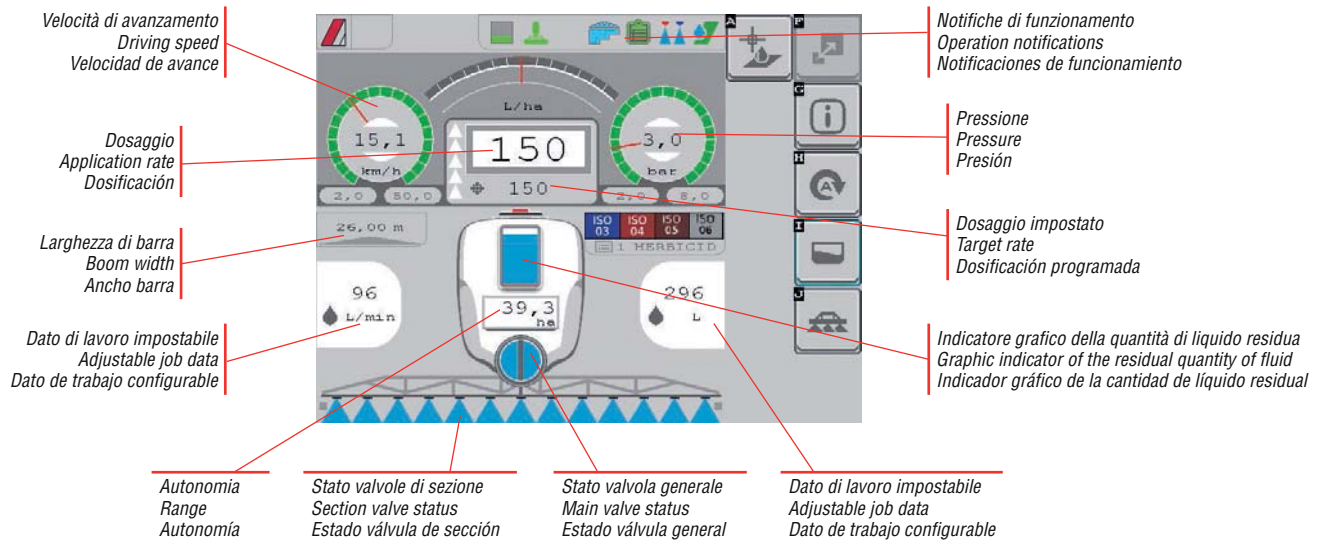 Velocità di avanzamento
Driving speed
Velocidad de avance
Dosaggio
Application rate
Dosificación
Larghezza di barra
Boom width
Ancho barra
Dato di lavoro impostabile
Adjustable job data
Dato de trabajo configurable
A
F
G
H
I
J
L/ha
15,1
km/h
2,0
50,0
150
150
3,0
bar
2,0
8,0
26,00 m
ISO 03
ISO 04
ISO 05
ISO 06
1 HERBICID
96
L/min
39,3
ha
296
L
Notifiche di funzionamento
Operation notifications
Notificaciones de funcionamiento
Pressione
Pressure
Presión
Dosaggio impostato
Target rate
Dosificación programada
Indicatore grafico della quantità di liquido residua
Graphic indicator of the residual quantity of fluid
Indicador gráfico de la cantidad de líquido residual
Autonomia
Range
Autonomía
Stato valvole di sezione
Section valve status
Estado válvula de sección
Stato valvola generale
Main valve status
Estado válvula general
Dato di lavoro impostabile
Adjustable job data
Dato de trabajo configurable